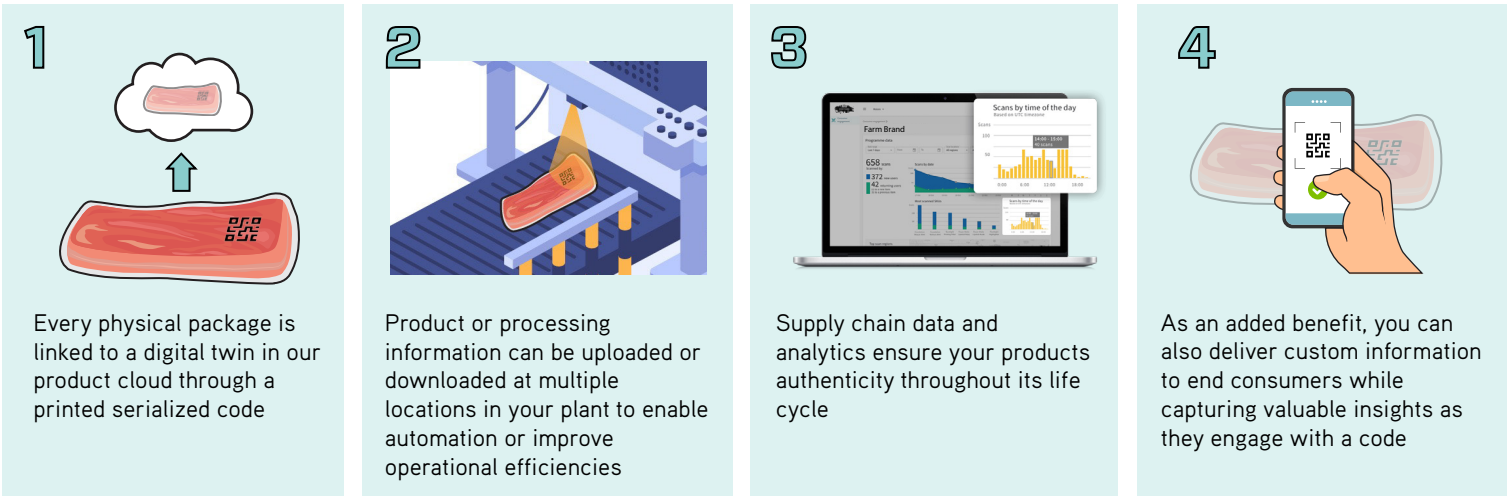 1
Every physical package is
linked to a digital twin in our
product cloud through a
printed serialized code
2
Product or processing
information can be uploaded or
downloaded at multiple
locations in your plant to enable
automation or improve
operational efficiencies
3
Farm Brand
Programme data
658 scans
372
42
Scans by time of the day
Based on UTC timezone
Scans
100
50
14:00 - 15:00
0:00 6:00 12:00 18:00
Supply chain data and
analytics ensure your products
authenticity throughout its life
cycle
4
As an added benefit, you can
also deliver custom information
to end consumers while
capturing valuable insights as
they engage with a code